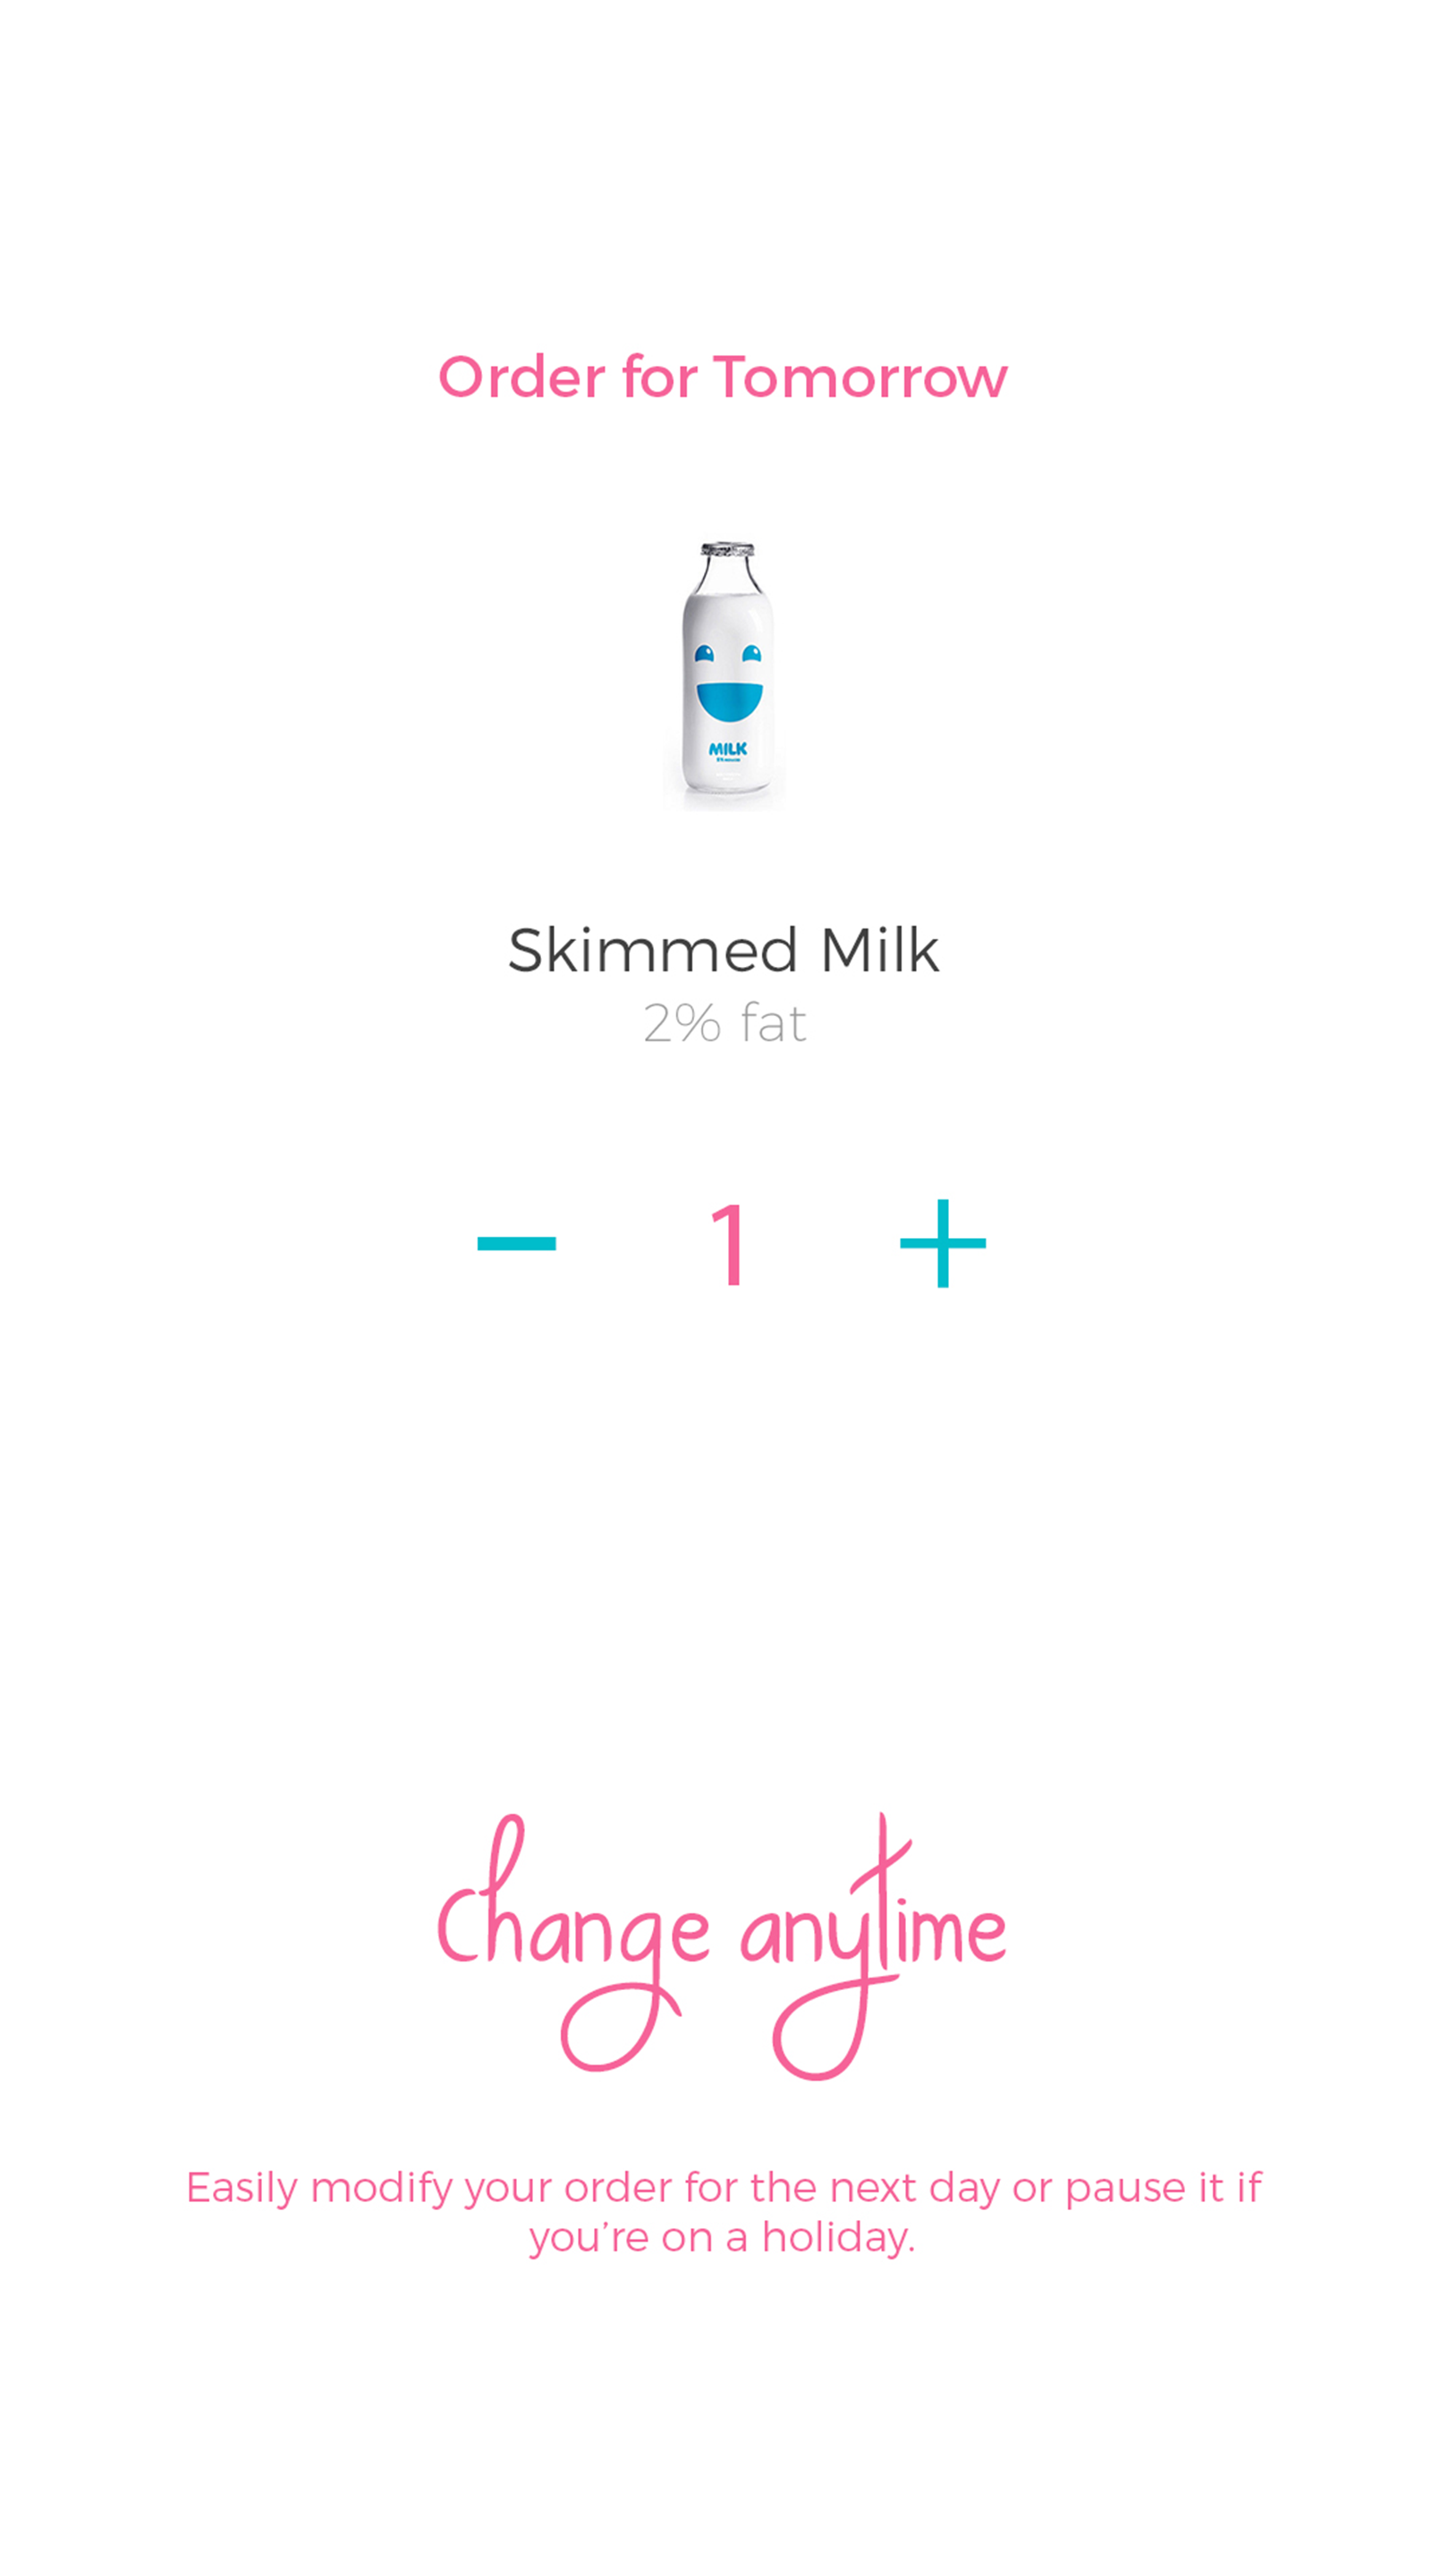 Order for Tomorrow
MILK
Skimmed Milk
2% fat
− 1 +
Change anytime
Easily modify your order for the next day or pause it if
you're on a holiday.